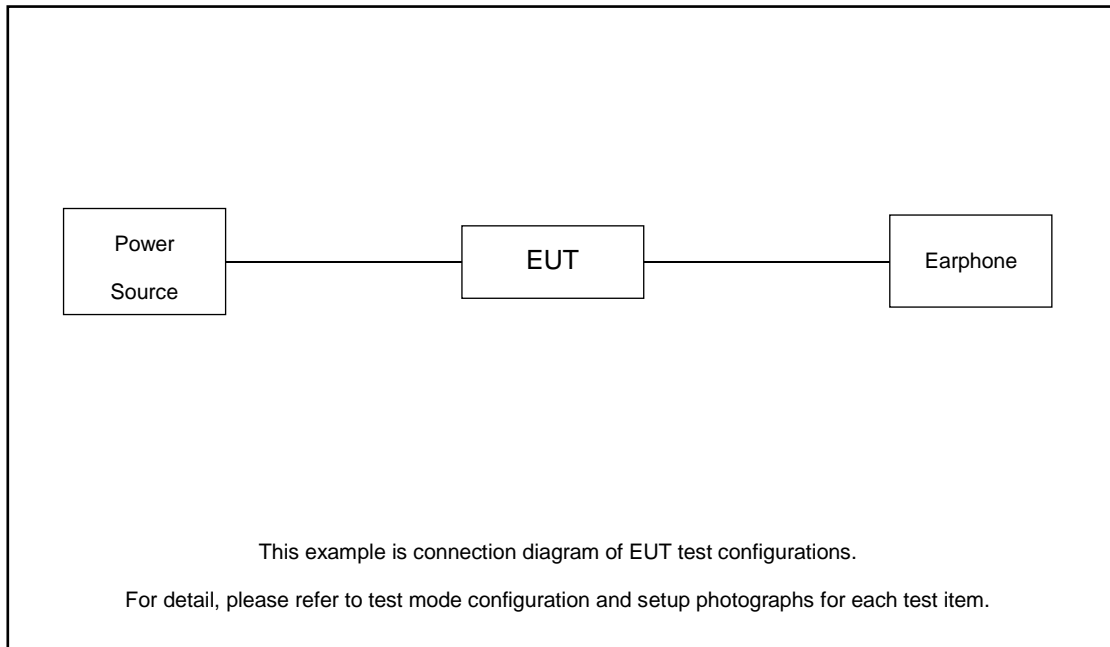 Power
Source
EUT
Earphone
This example is connection diagram of EUT test configurations.
For detail, please refer to test mode configuration and setup photographs for each test item.